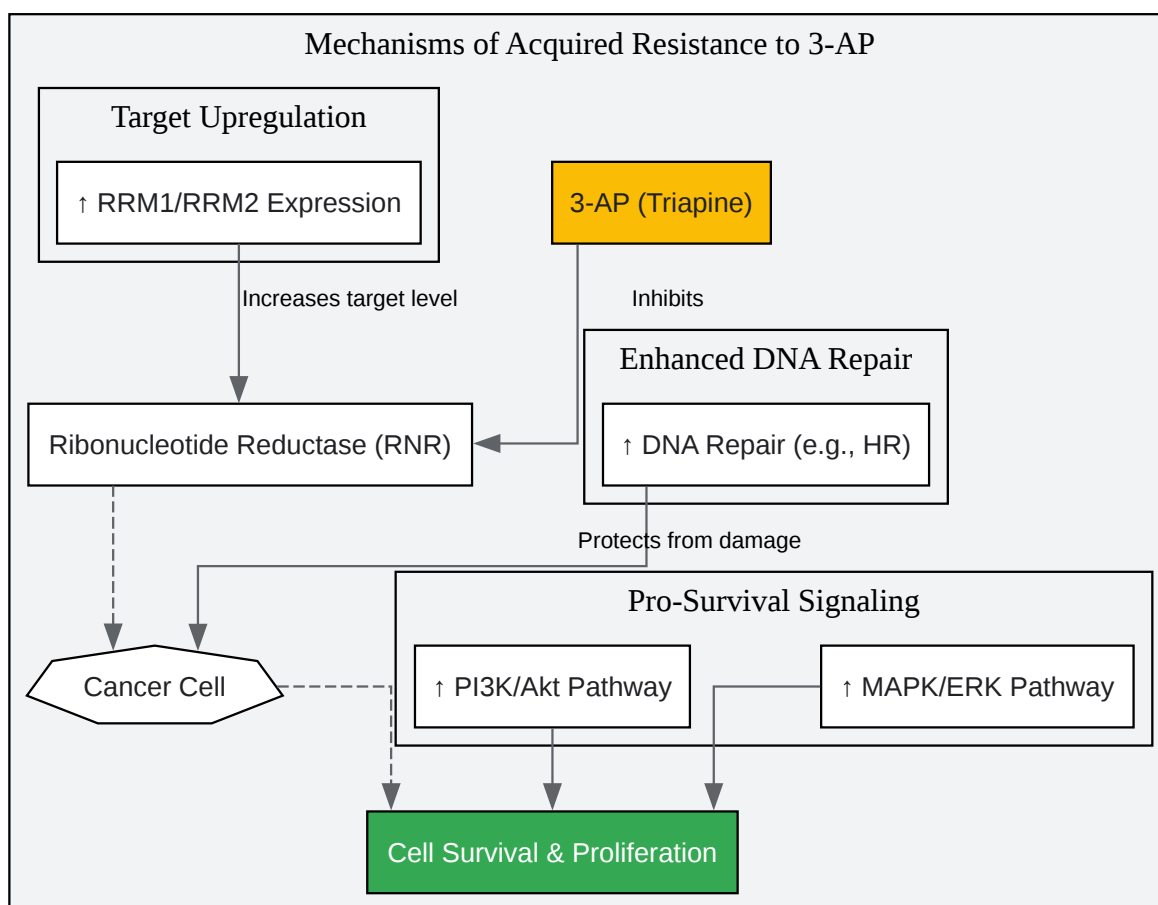 Mechanisms of Acquired Resistance to 3-AP
Target Upregulation
↑ RRM1/RRM2 Expression
3-AP (Triapine)
Increases target level
Inhibits
Enhanced DNA Repair
Ribonucleotide Reductase (RNR)
↑ DNA Repair (e.g., HR)
Protects from damage
Pro-Survival Signaling
Cancer Cell
↑ PI3K/Akt Pathway
↑ MAPK/ERK Pathway
Cell Survival & Proliferation